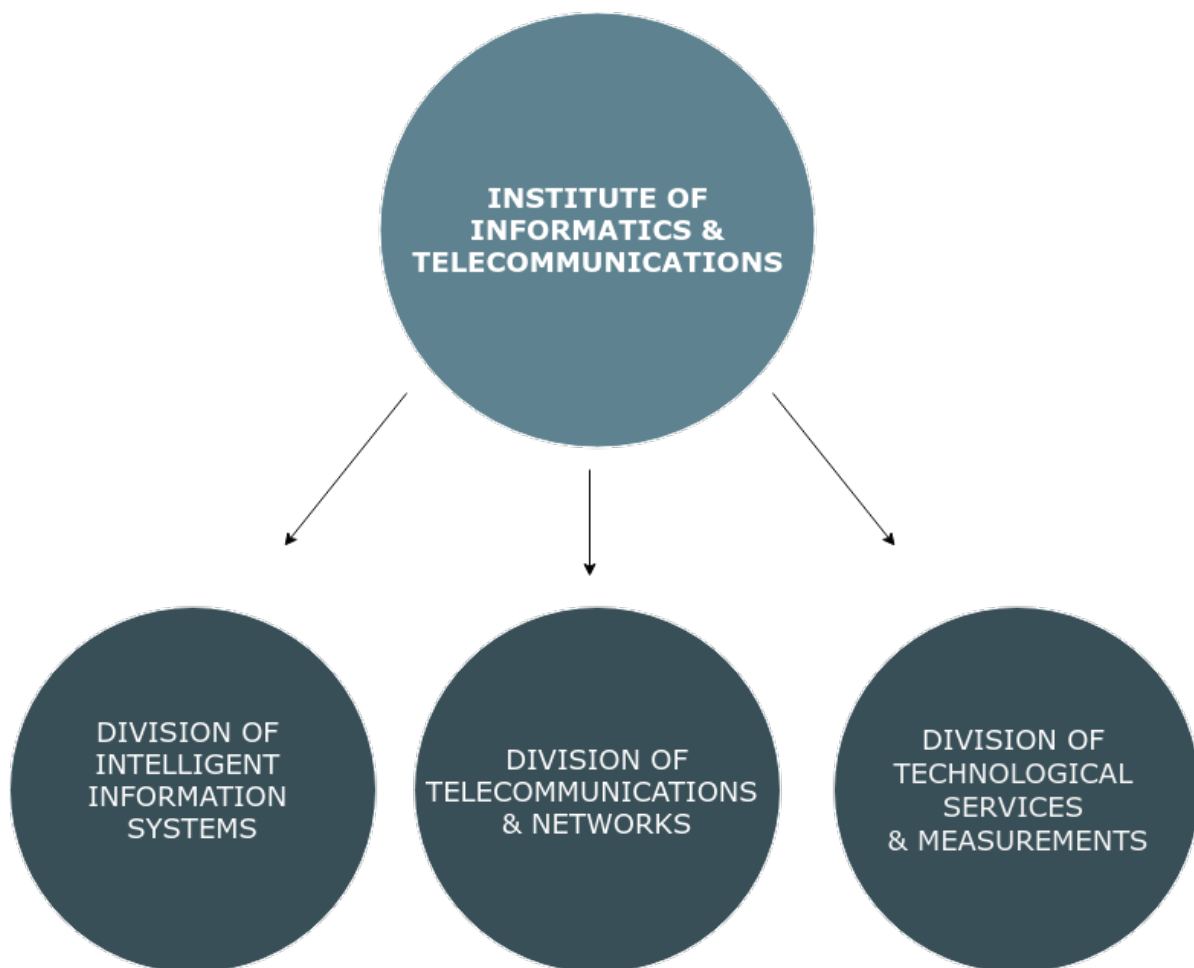 INSTITUTE OF
INFORMATICS &
TELECOMMUNICATIONS
DIVISION OF
INTELLIGENT
INFORMATION
SYSTEMS
DIVISION OF
TELECOMMUNICATIONS
& NETWORKS
DIVISION OF
TECHNOLOGICAL
SERVICES
& MEASUREMENTS